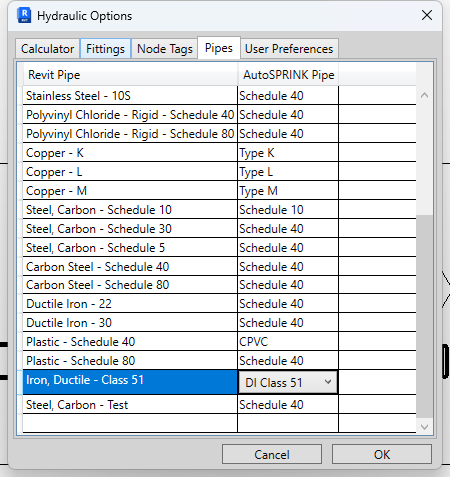 Hydraulic Options
Calculator Fittings Node Tags Pipes User Preferences
Revit Pipe AutoSPRINK Pipe
Stainless Steel - 10S Schedule 40
Polyvinyl Chloride - Rigid - Schedule 40 Schedule 40
Polyvinyl Chloride - Rigid - Schedule 80 Schedule 40
Copper - K Type K
Copper - L Type L
Copper - M Type M
Steel, Carbon - Schedule 10 Schedule 10
Steel, Carbon - Schedule 30 Schedule 40
Steel, Carbon - Schedule 5 Schedule 40
Carbon Steel - Schedule 40 Schedule 40
Carbon Steel - Schedule 80 Schedule 40
Ductile Iron - 22 Schedule 40
Ductile Iron - 30 Schedule 40
Plastic - Schedule 40 CPVC
Plastic - Schedule 80 Schedule 40
Iron, Ductile - Class 51 DI Class 51
Steel, Carbon - Test Schedule 40
Cancel OK